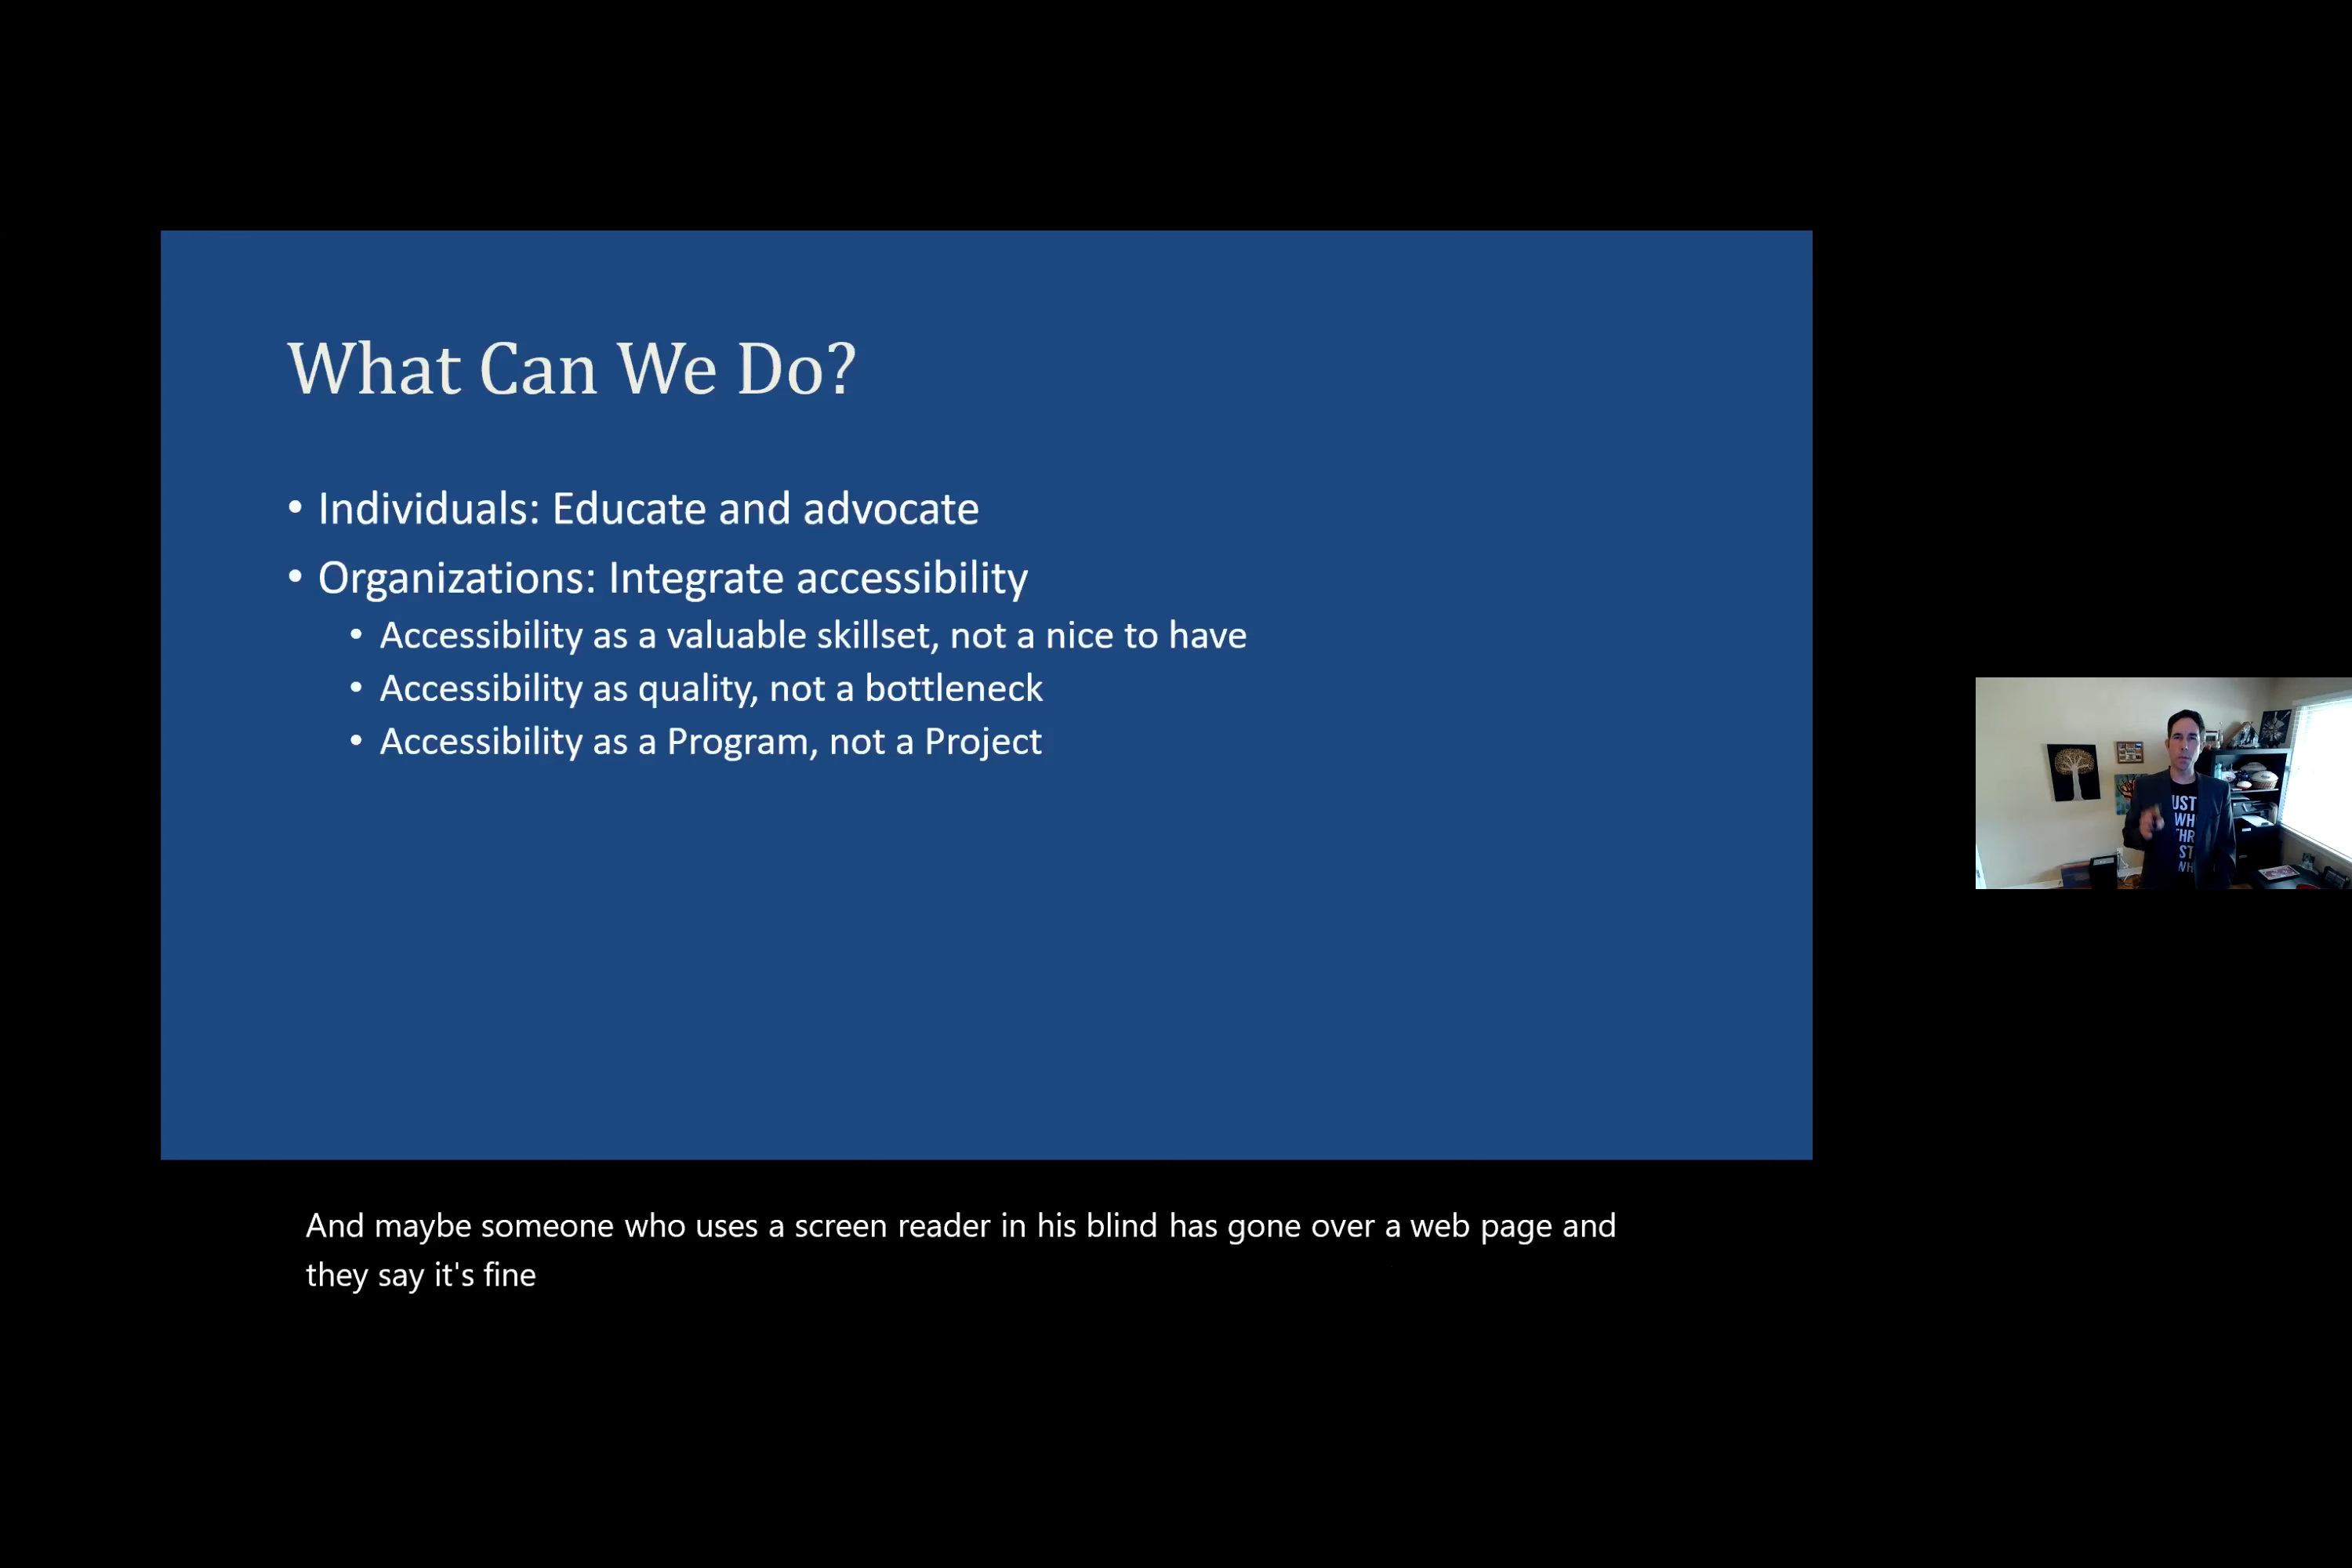 What Can We Do?
• Individuals: Educate and advocate
• Organizations: Integrate accessibility
• Accessibility as a valuable skillset, not a nice to have
• Accessibility as quality, not a bottleneck
• Accessibility as a Program, not a Project
And maybe someone who uses a screen reader in his blind has gone over a web page and
they say it's fine